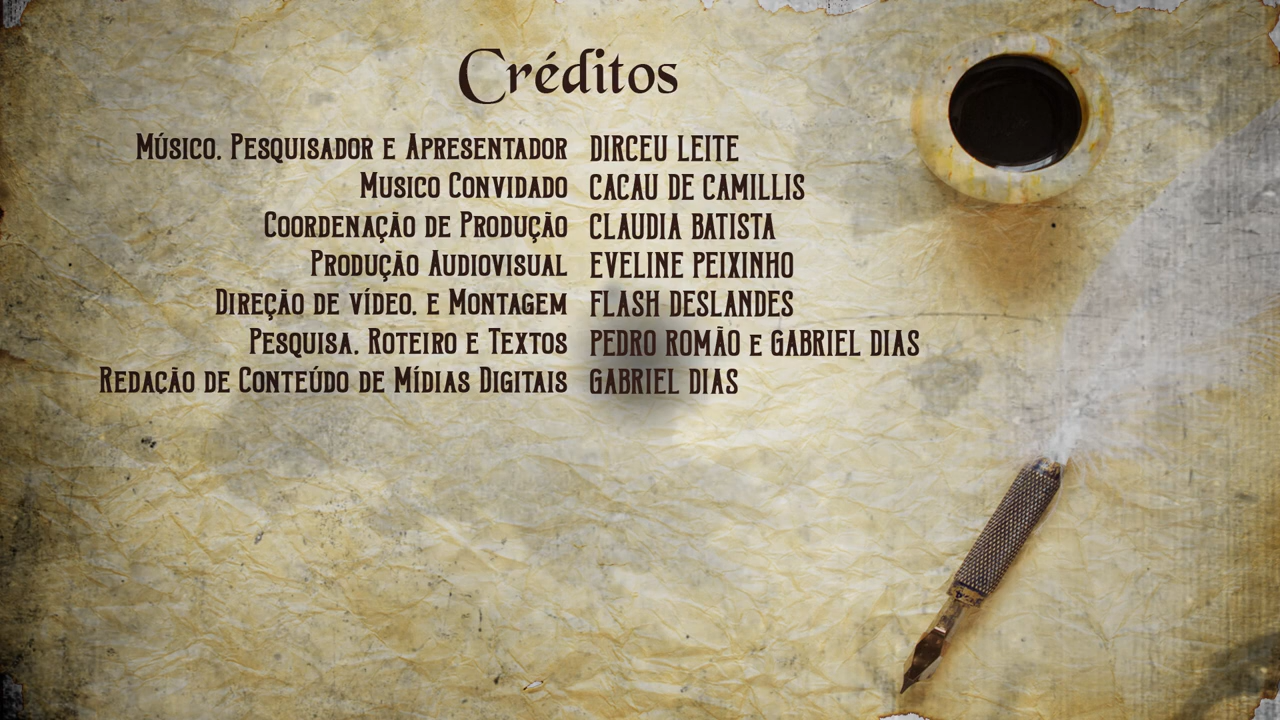 Créditos
Músico, Pesquisador e Apresentador DIRCEU LEITE
Musico Convidado CACAU DE CAMILLIS
Coordenação de Produção CLAUDIA BATISTA
Produção Audiovisual EVELINE PEIXINHO
Direção de vídeo, e Montagem FLASH DESLANDES
Pesquisa, Roteiro e Textos PEDRO ROMÃO e GABRIEL DIAS
Redação de Conteúdo de Mídias Digitais GABRIEL DIAS